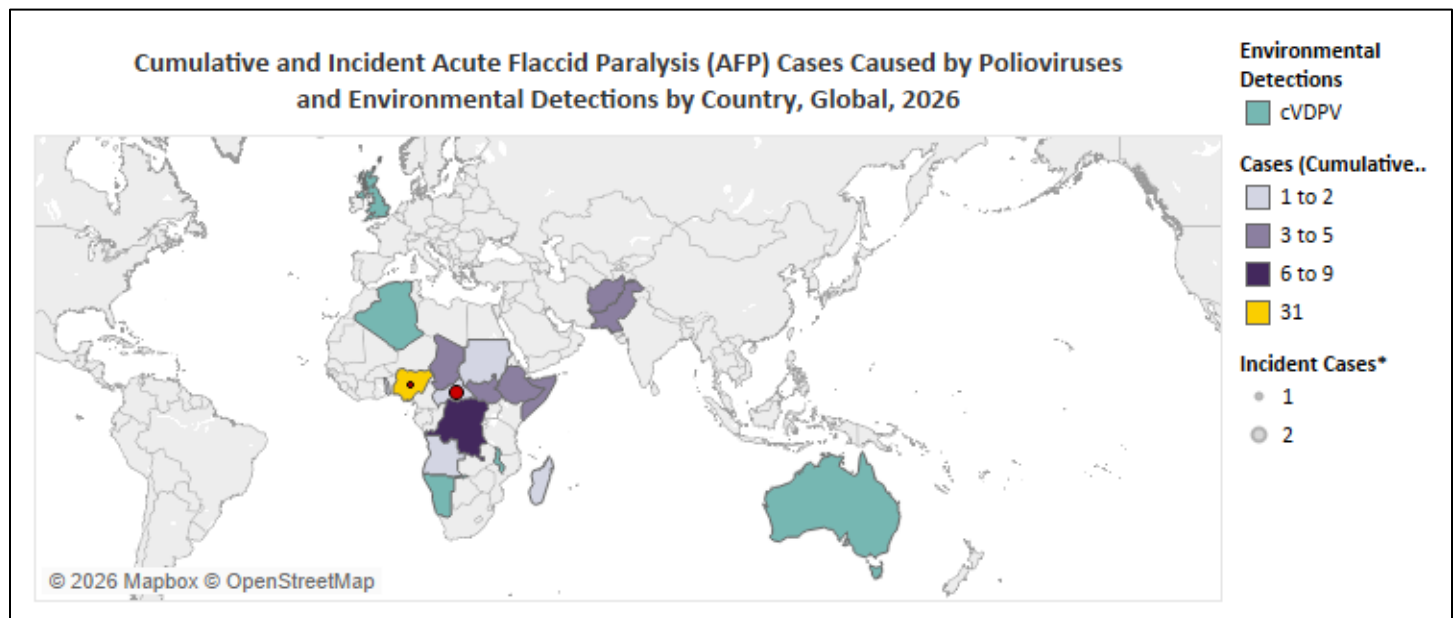 Cumulative and Incident Acute Flaccid Paralysis (AFP) Cases Caused by Polioviruses
and Environmental Detections by Country, Global, 2026
Environmental
Detections
cVDPV
Cases (Cumulative..
1 to 2
3 to 5
6 to 9
31
Incident Cases*
1
2
© 2026 Mapbox © OpenStreetMap